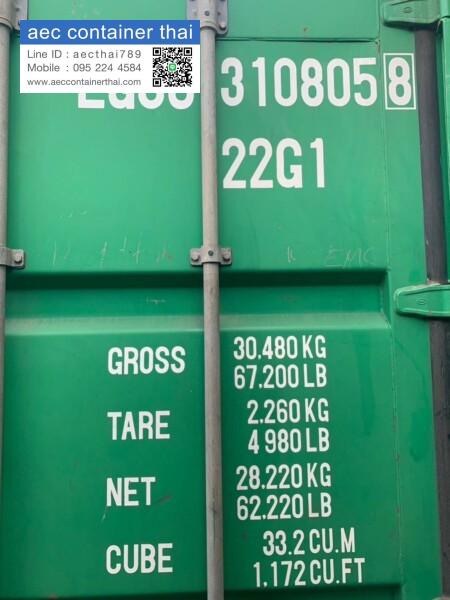 aec container thai
Line ID : aecthai789
Mobile : 095 224 4584
www.aeccontainerthai.com
310805 8
22G1
EMC
GROSS 30.480 KG
67.200 LB
TARE 2.260 KG
4 980 LB
NET 28.220 KG
62.220 LB
CUBE 33.2 CU.M
1.172 CU.FT